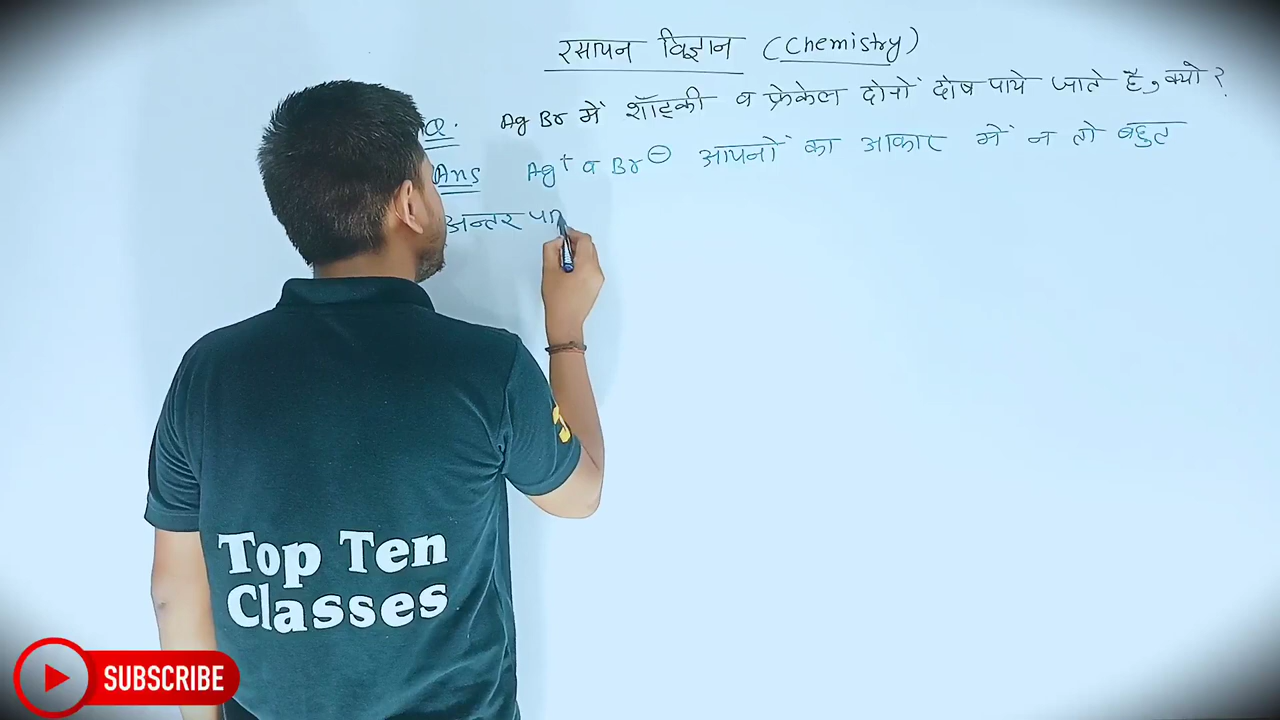 रसायन विज्ञान (Chemistry)
Q. AgBr में शॉट्की व फ्रेंकेल दोनों दोष पाये जाते है, क्यो ?
Ans Ag+ व Br⊖ आयनों का आकार में न तो बहुत
अन्तर पा
Top Ten
Classes
SUBSCRIBE